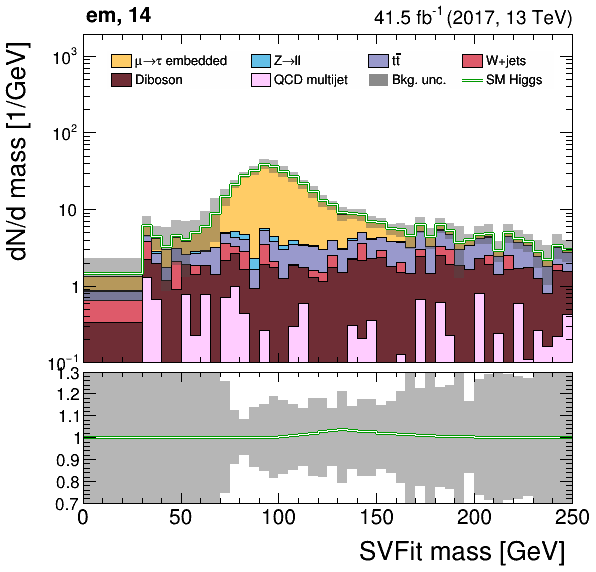 em, 14 41.5 fb⁻¹ (2017, 13 TeV)
dN/d mass [1/GeV]
10³
10²
10
1
10⁻¹
μ→τ embedded Z→ll tt̄ W+jets
Diboson QCD multijet Bkg. unc. SM Higgs
1.3
1.2
1.1
1
0.9
0.8
0.7
0 50 100 150 200 250
SVFit mass [GeV]